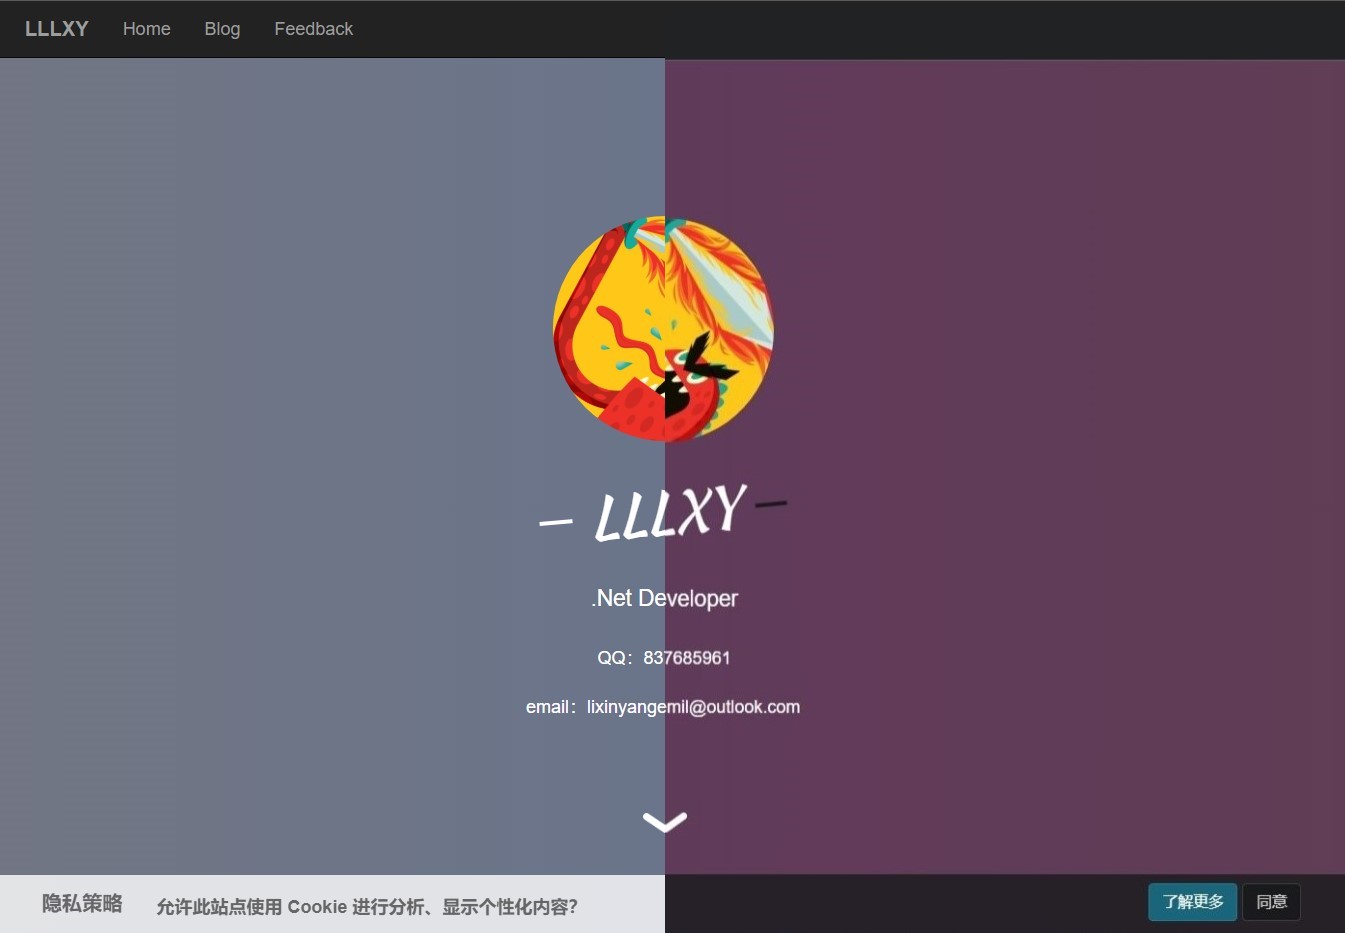 LLLXY Home Blog Feedback
— LLLXY —
.Net Developer
QQ：837685961
email：lixinyangemil@outlook.com
隐私策略 允许此站点使用 Cookie 进行分析、显示个性化内容？ 了解更多 同意